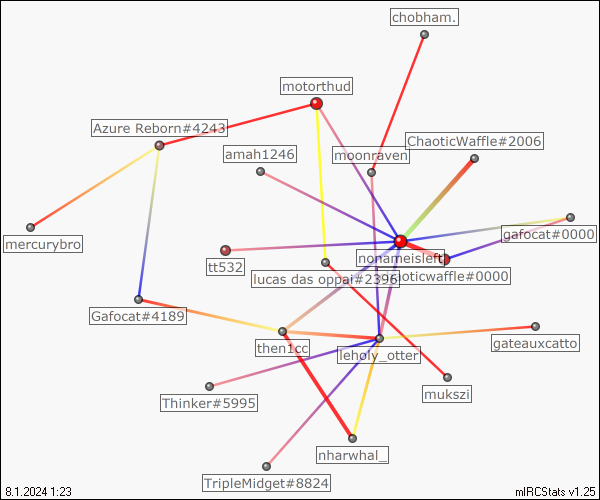 chobham.
motorthud
Azure Reborn#4243
ChaoticWaffle#2006
amah1246
moonraven
gafocat#0000
mercurybro
nonameisleft
tt532
lucas das oppai#2396
chaoticwaffle#0000
Gafocat#4189
then1cc
leholy_otter
gateauxcatto
mukszi
Thinker#5995
nharwhal_
TripleMidget#8824
8.1.2024 1:23
mIRCStats v1.25